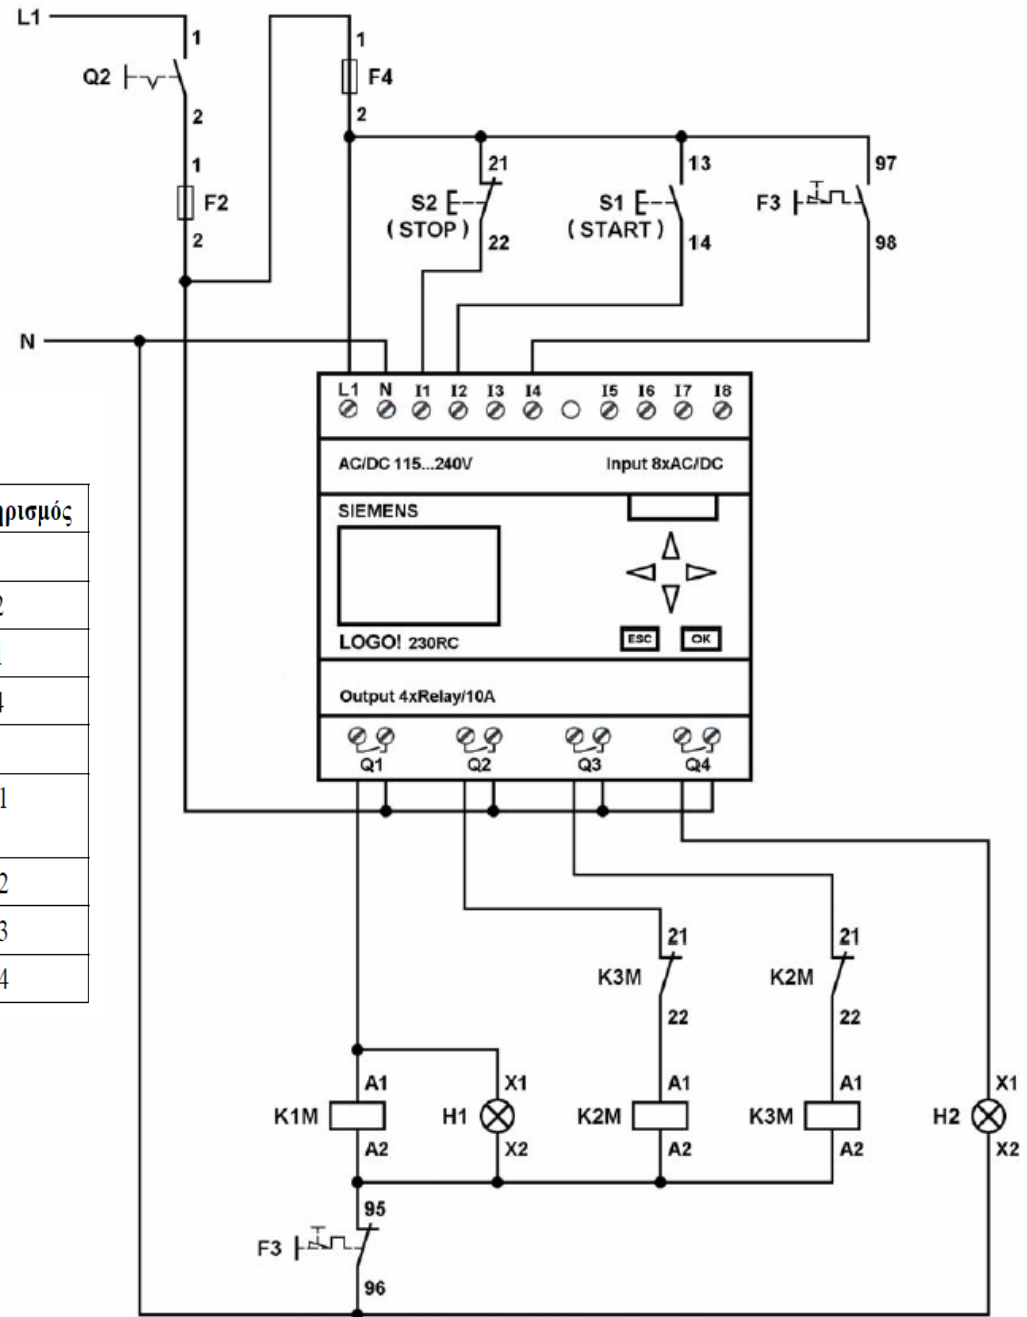 L1
1
Q2
2
1
F2
2
1
F4
2
21
S2
( STOP )
22
13
S1
( START )
14
97
F3
98
N
L1 N I1 I2 I3 I4 I5 I6 I7 I8
AC/DC 115...240V Input 8xAC/DC
SIEMENS
LOGO! 230RC
ESC OK
Output 4xRelay/10A
Q1 Q2 Q3 Q4
21
K3M
22
21
K2M
22
A1
K1M
A2
X1
H1
X2
A1
K2M
A2
A1
K3M
A2
X1
H2
X2
95
F3
96
2
4
1
2
3
4